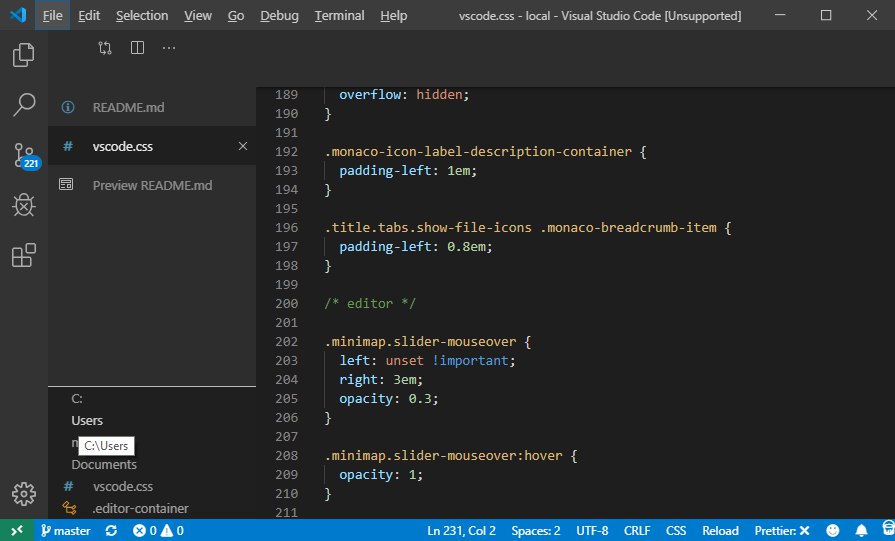 File Edit Selection View Go Debug Terminal Help vscode.css - local - Visual Studio Code [Unsupported]
README.md
# vscode.css
Preview README.md
221
C:
Users
C:\Users
Documents
# vscode.css
.editor-container
189 overflow: hidden;
190 }
191
192 .monaco-icon-label-description-container {
193 padding-left: 1em;
194 }
195
196 .title.tabs.show-file-icons .monaco-breadcrumb-item {
197 padding-left: 0.8em;
198 }
199
200 /* editor */
201
202 .minimap.slider-mouseover {
203 left: unset !important;
204 right: 3em;
205 opacity: 0.3;
206 }
207
208 .minimap.slider-mouseover:hover {
209 opacity: 1;
210 }
211
master 0 0 Ln 231, Col 2 Spaces: 2 UTF-8 CRLF CSS Reload Prettier: ×